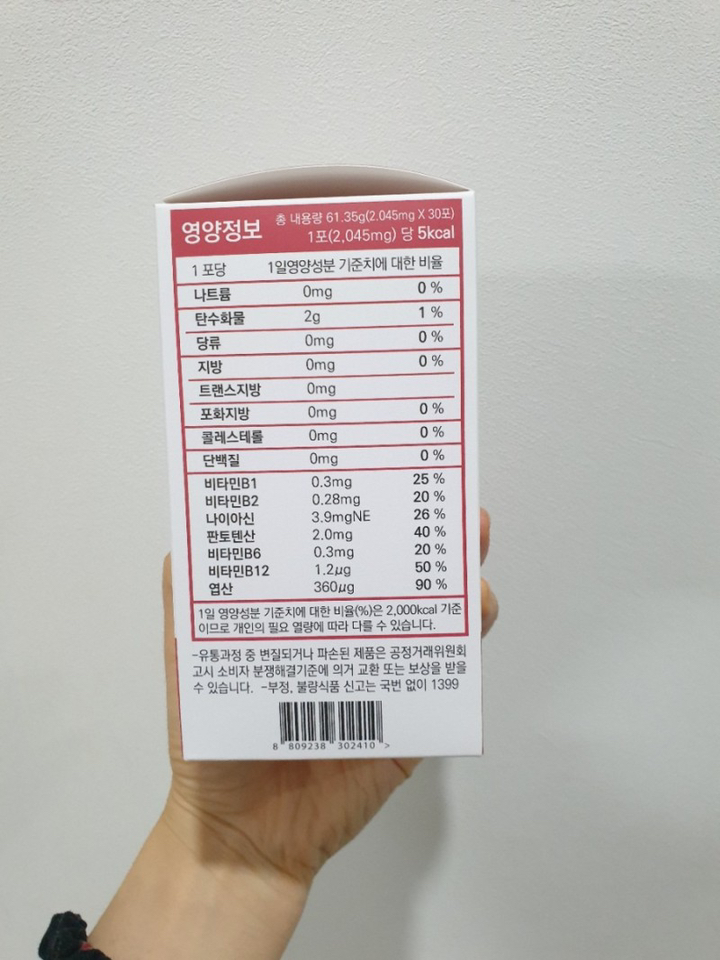 영양정보
총 내용량 61.35g(2.045mg X 30포)
1포(2,045mg) 당 5kcal
1 포당 1일영양성분 기준치에 대한 비율
나트륨 0mg 0 %
탄수화물 2g 1 %
당류 0mg 0 %
지방 0mg 0 %
트랜스지방 0mg
포화지방 0mg 0 %
콜레스테롤 0mg 0 %
단백질 0mg 0 %
비타민B1 0.3mg 25 %
비타민B2 0.28mg 20 %
나이아신 3.9mgNE 26 %
판토텐산 2.0mg 40 %
비타민B6 0.3mg 20 %
비타민B12 1.2µg 50 %
엽산 360µg 90 %
1일 영양성분 기준치에 대한 비율(%)은 2,000kcal 기준
이므로 개인의 필요 열량에 따라 다를 수 있습니다.
-유통과정 중 변질되거나 파손된 제품은 공정거래위원회
고시 소비자 분쟁해결기준에 의거 교환 또는 보상을 받을
수 있습니다. -부정, 불량식품 신고는 국번 없이 1399
8 809238 302410 >